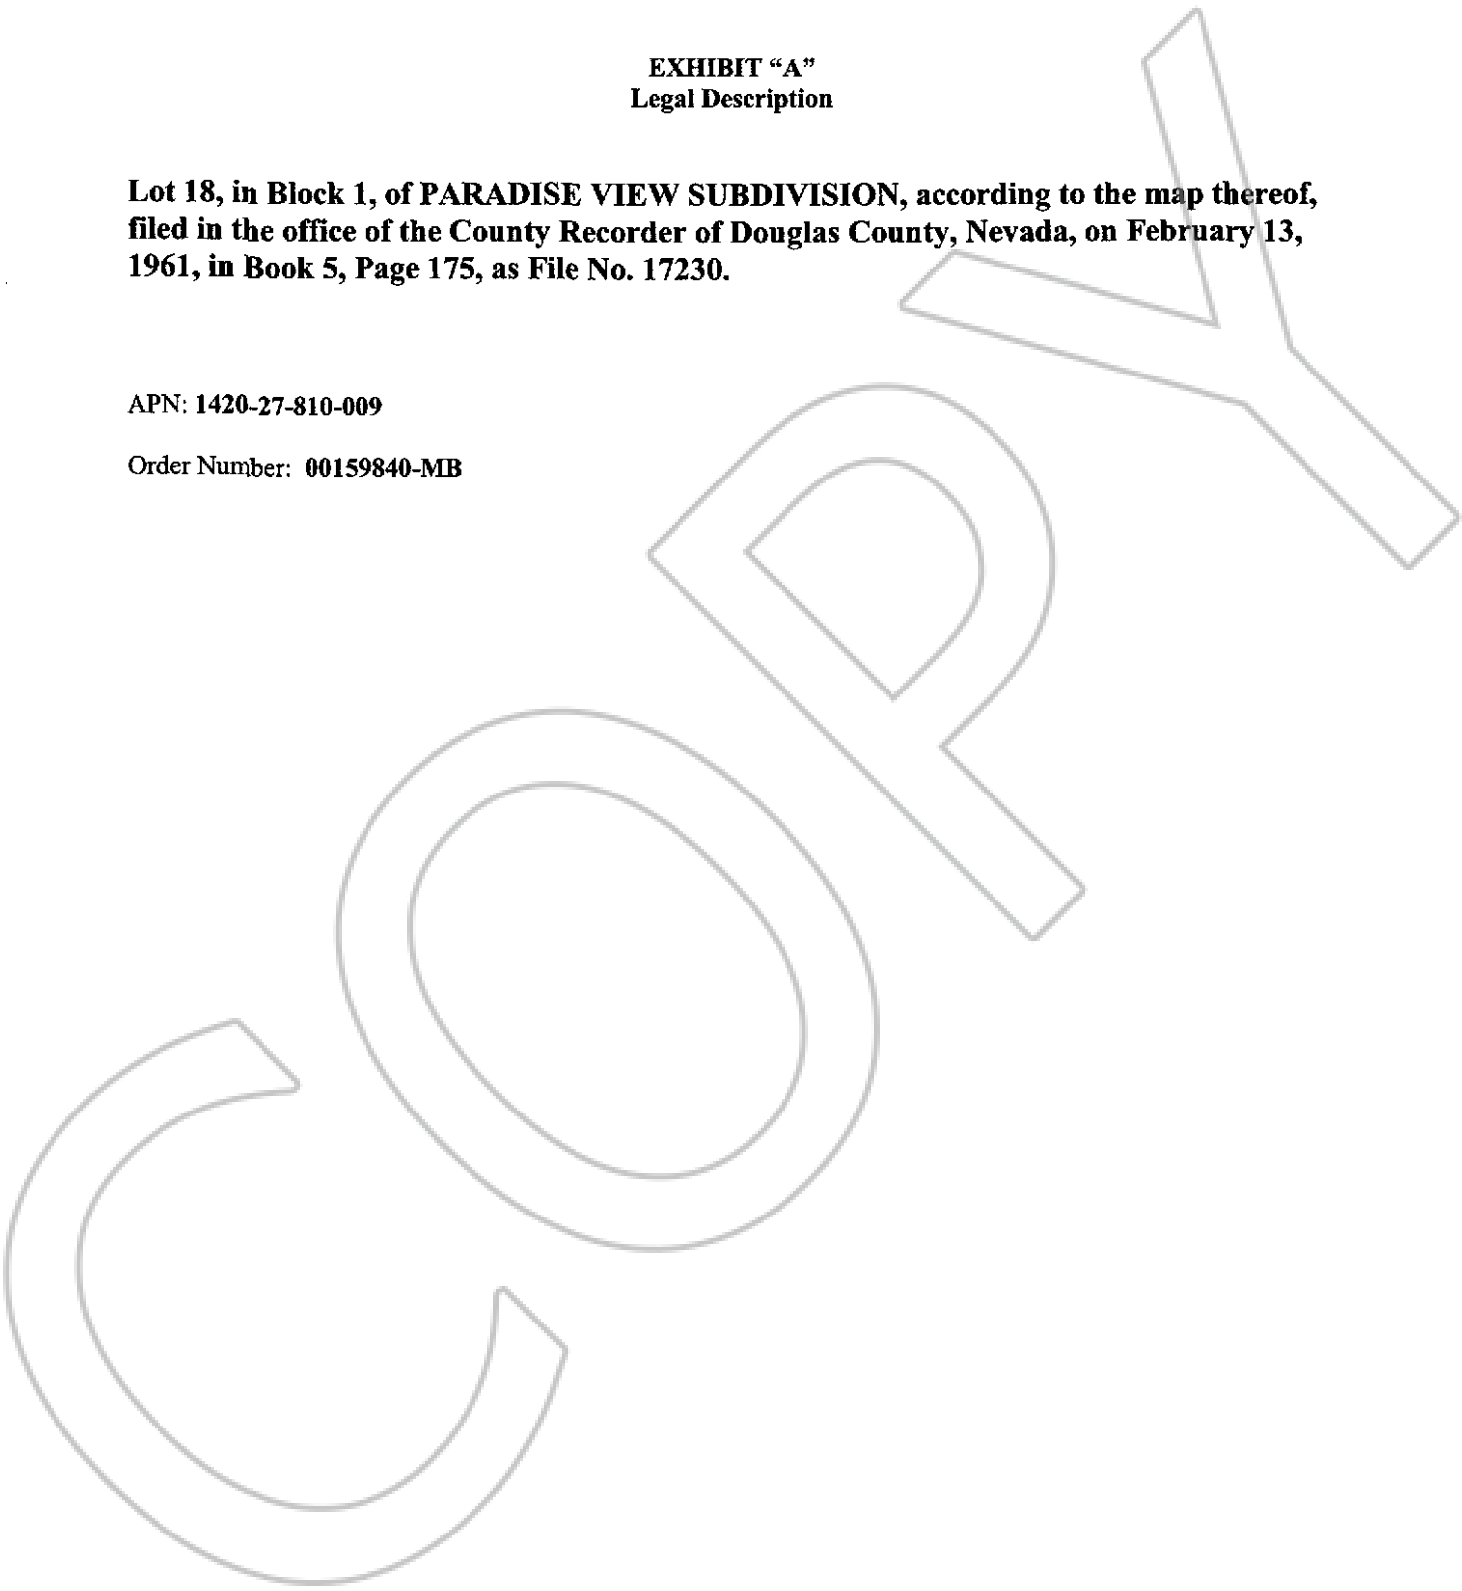 EXHIBIT “A”
Legal Description
Lot 18, in Block 1, of PARADISE VIEW SUBDIVISION, according to the map thereof,
filed in the office of the County Recorder of Douglas County, Nevada, on February 13,
1961, in Book 5, Page 175, as File No. 17230.
APN: 1420-27-810-009
Order Number: 00159840-MB
COPY